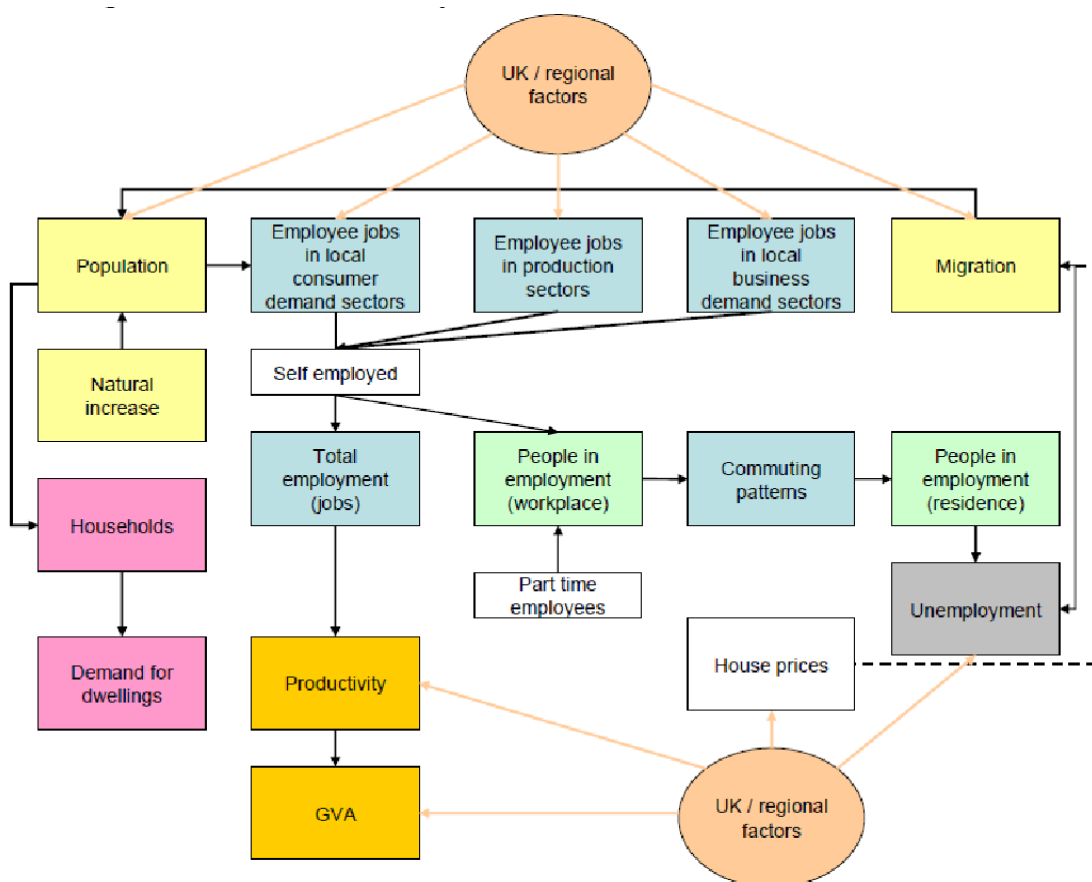 UK / regional
factors
Population
Employee jobs
in local
consumer
demand sectors
Employee jobs
in production
sectors
Employee jobs
in local
business
demand sectors
Migration
Natural
increase
Self employed
Total
employment
(jobs)
People in
employment
(workplace)
Commuting
patterns
People in
employment
(residence)
Households
Part time
employees
Unemployment
Demand for
dwellings
Productivity
House prices
GVA
UK / regional
factors